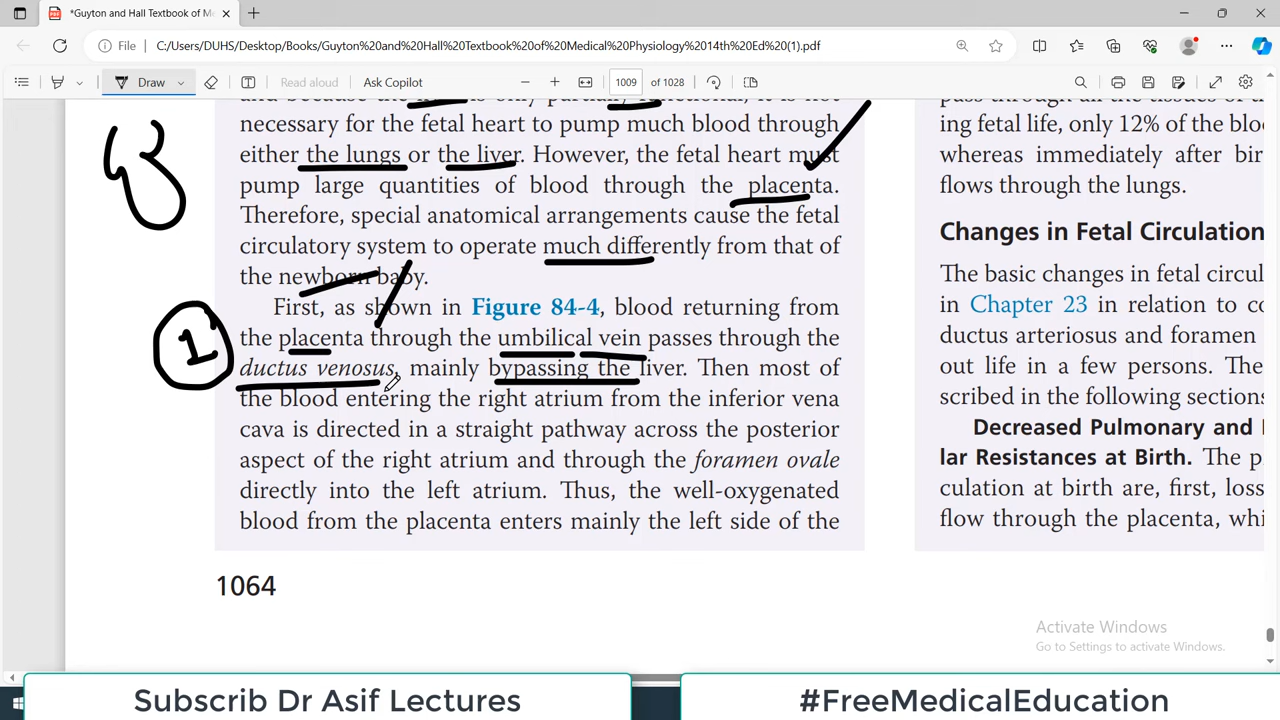 *Guyton and Hall Textbook of Me
File
C:/Users/DUHS/Desktop/Books/Guyton%20and%20Hall%20Textbook%20of%20Medical%20Physiology%2014th%20Ed%20(1).pdf
Draw
Read aloud
Ask Copilot
1009
of 1028
necessary for the fetal heart to pump much blood through
either the lungs or the liver. However, the fetal heart must
pump large quantities of blood through the placenta.
Therefore, special anatomical arrangements cause the fetal
circulatory system to operate much differently from that of
the newborn baby.
First, as shown in Figure 84-4, blood returning from
the placenta through the umbilical vein passes through the
ductus venosus, mainly bypassing the liver. Then most of
the blood entering the right atrium from the inferior vena
cava is directed in a straight pathway across the posterior
aspect of the right atrium and through the foramen ovale
directly into the left atrium. Thus, the well-oxygenated
blood from the placenta enters mainly the left side of the
1
1064
pass through all the tissues of t
ing fetal life, only 12% of the blo
whereas immediately after bir
flows through the lungs.
Changes in Fetal Circulation
The basic changes in fetal circul
in Chapter 23 in relation to co
ductus arteriosus and foramen
out life in a few persons. The
scribed in the following sections
Decreased Pulmonary and
lar Resistances at Birth. The p
culation at birth are, first, loss
flow through the placenta, whi
Activate Windows
Go to Settings to activate Windows.
Subscrib Dr Asif Lectures
#FreeMedicalEducation